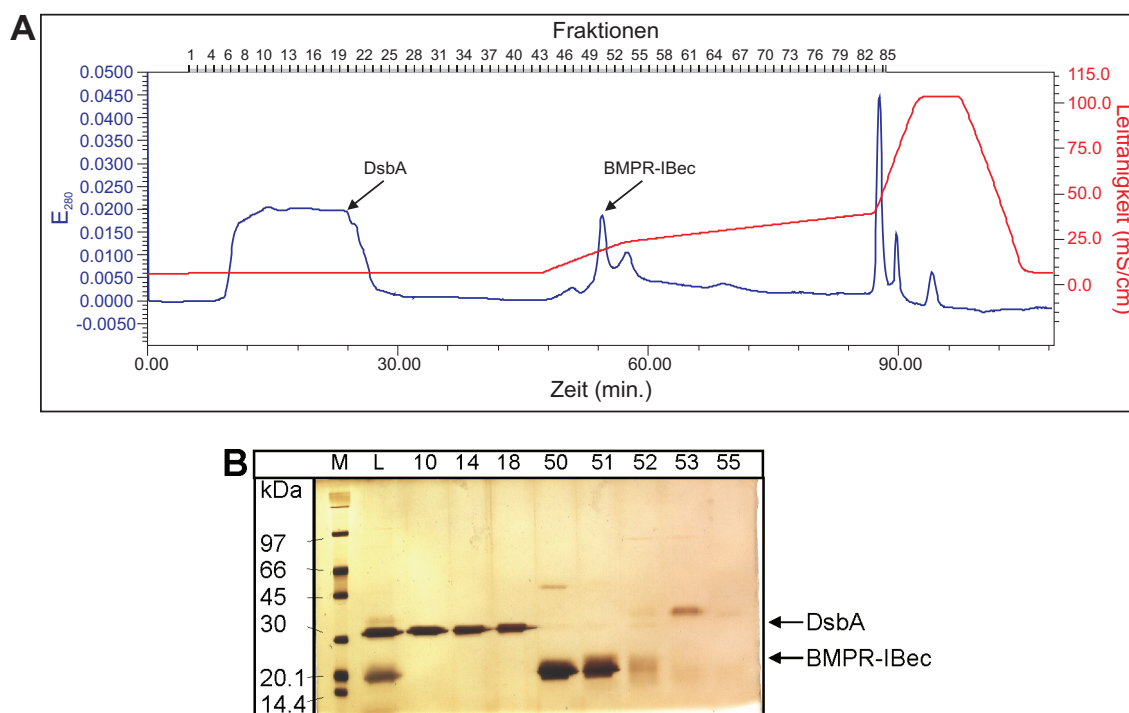 A
Fraktionen
1 4 6 8 10 13 16 19 22 25 28 31 34 37 40 43 46 49 52 55 58 61 64 67 70 73 76 79 82 85
0.0500
0.0450
0.0400
0.0350
0.0300
0.0250
0.0200
0.0150
0.0100
0.0050
0.0000
-0.0050
E280
DsbA
BMPR-IBec
115.0
100.0
75.0
50.0
25.0
0.0
Leitfähigkeit (mS/cm)
0.00 30.00 60.00 90.00
Zeit (min.)
B
M L 10 14 18 50 51 52 53 55
kDa
97
66
45
30
20.1
14.4
DsbA
BMPR-IBec